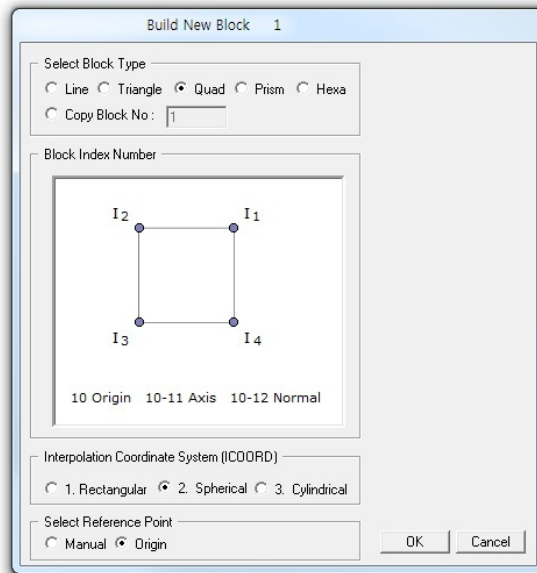 Build New Block 1
Select Block Type
Line Triangle Quad Prism Hexa
Copy Block No : 1
Block Index Number
I2 I1
I3 I4
10 Origin 10-11 Axis 10-12 Normal
Interpolation Coordinate System (ICOORD)
1. Rectangular 2. Spherical 3. Cylindrical
Select Reference Point
Manual Origin
OK Cancel